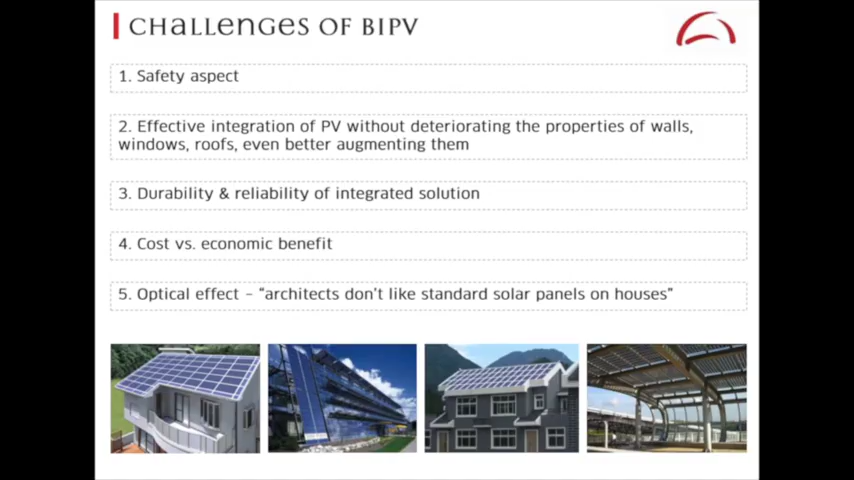 CHALLENGES OF BIPV
1. Safety aspect
2. Effective integration of PV without deteriorating the properties of walls,
windows, roofs, even better augmenting them
3. Durability & reliability of integrated solution
4. Cost vs. economic benefit
5. Optical effect – “architects don’t like standard solar panels on houses”